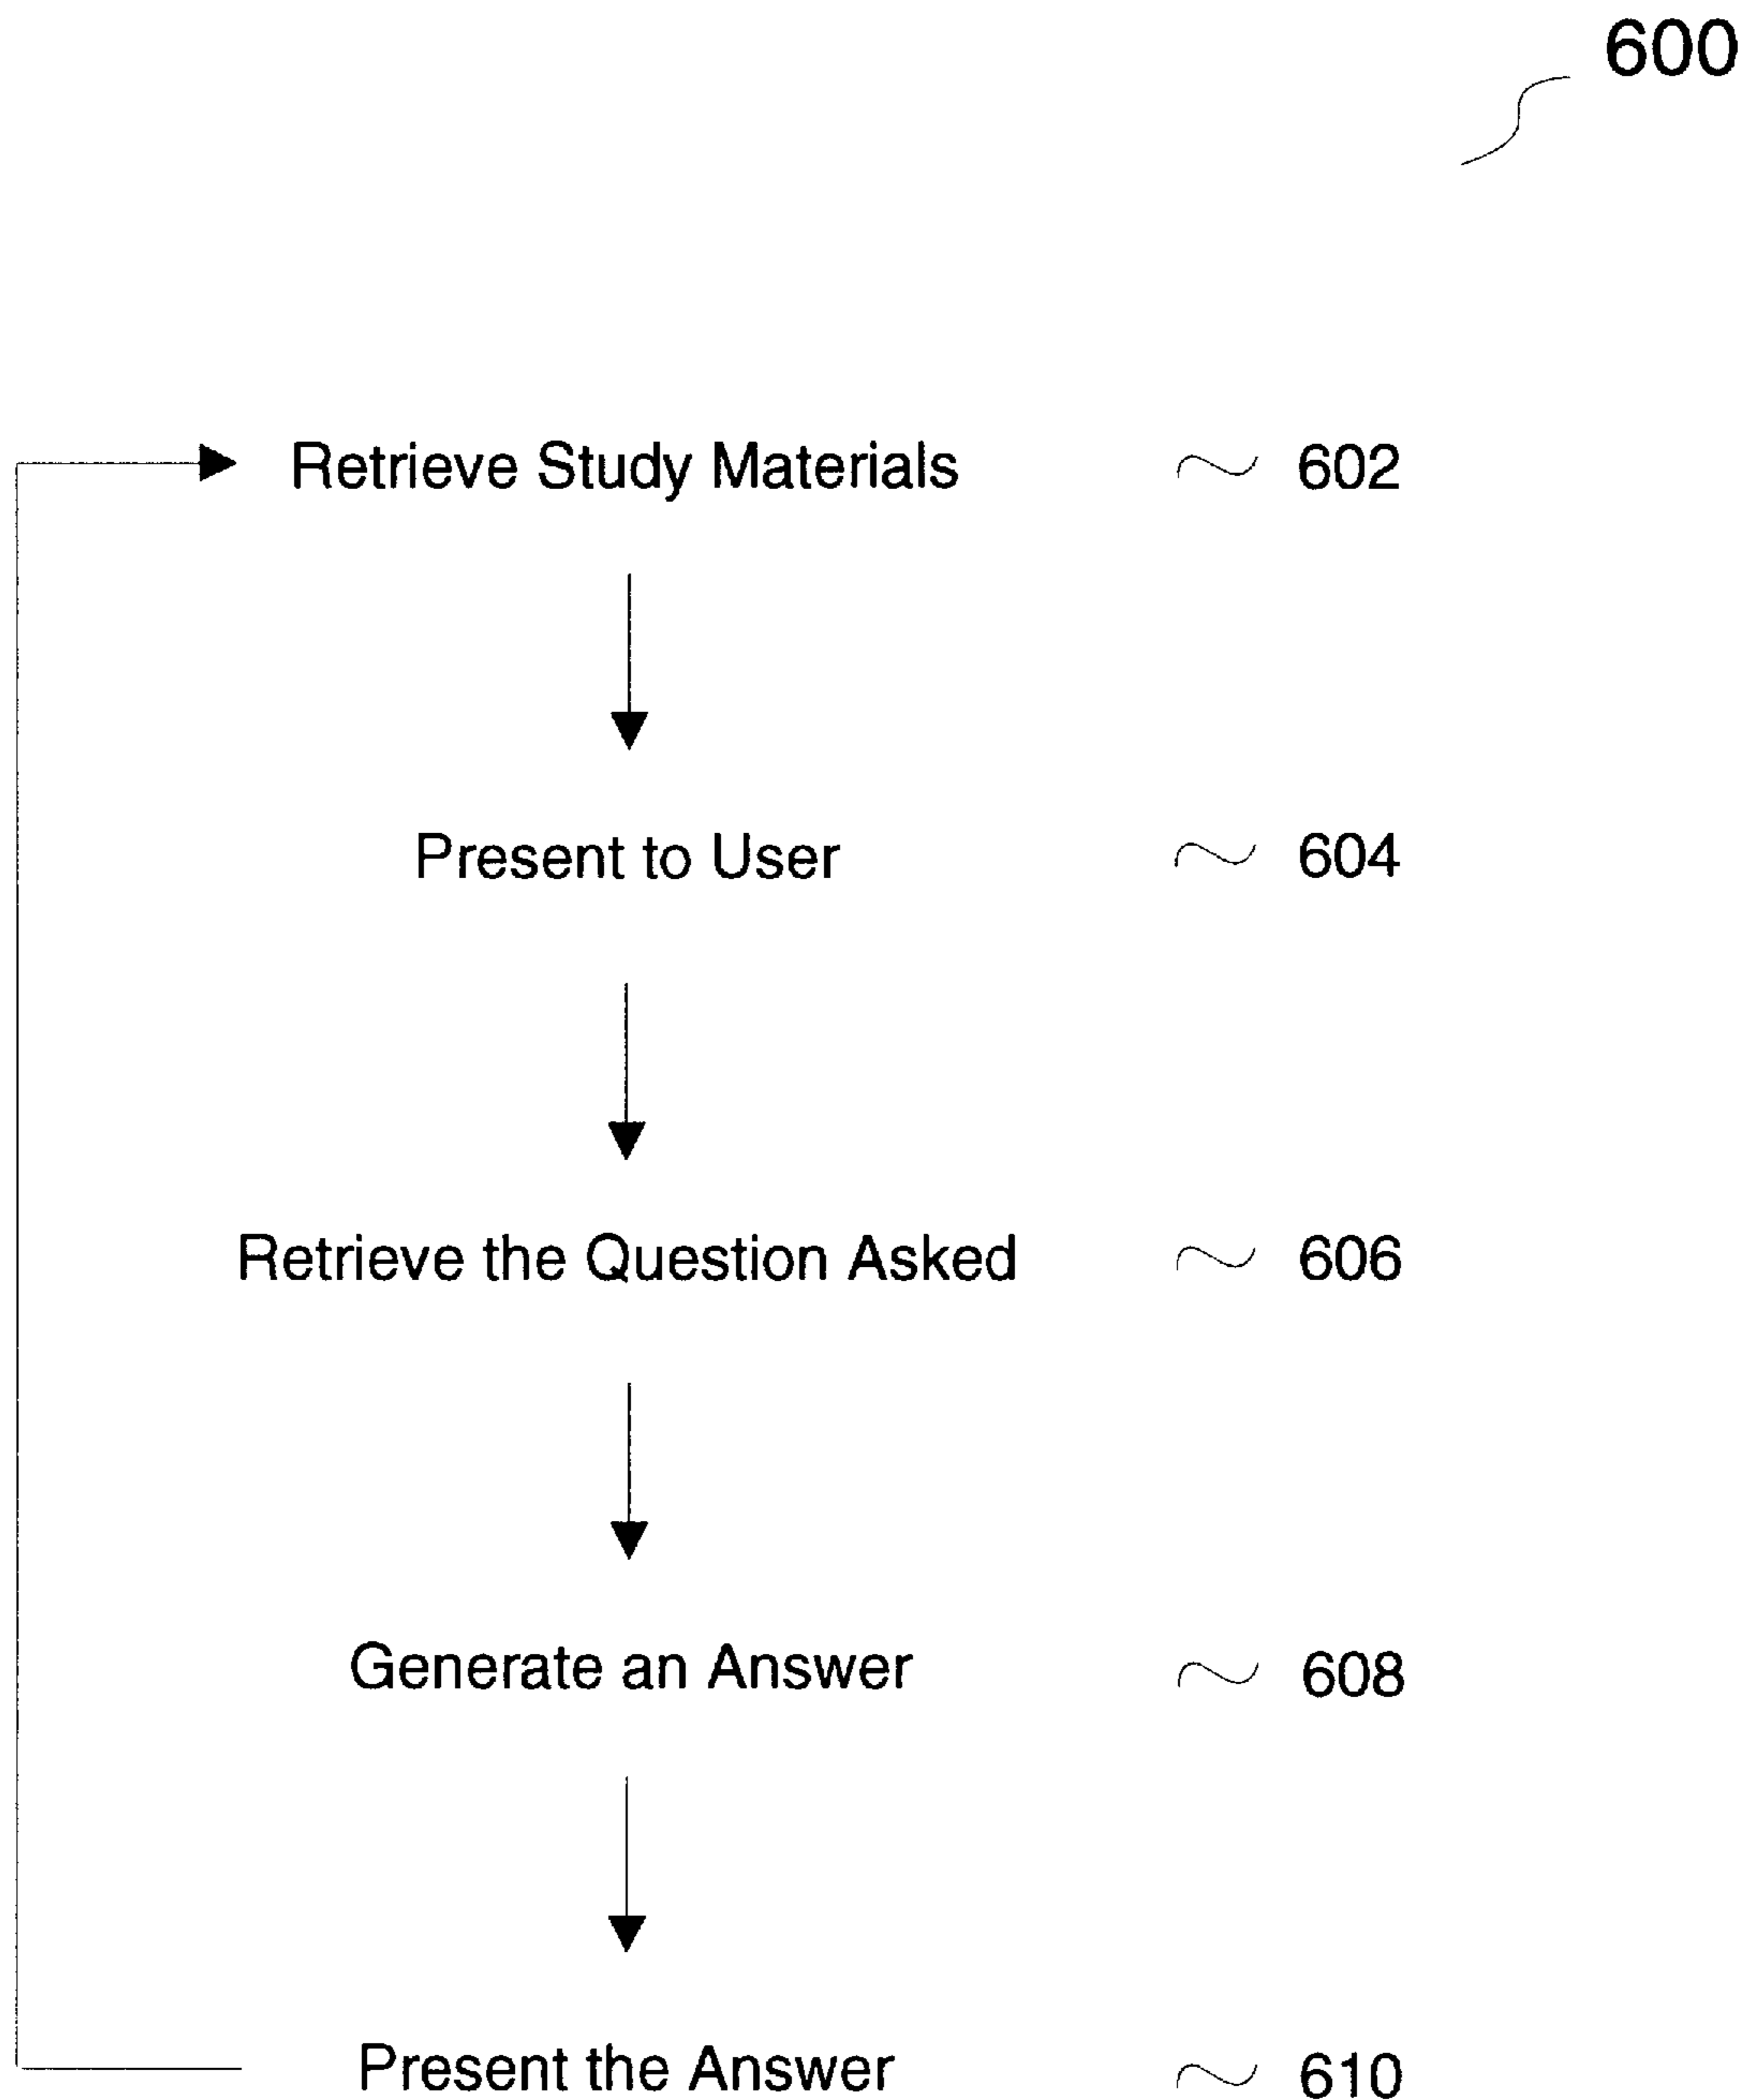 600
Retrieve Study Materials 602
Present to User 604
Retrieve the Question Asked 606
Generate an Answer 608
Present the Answer 610